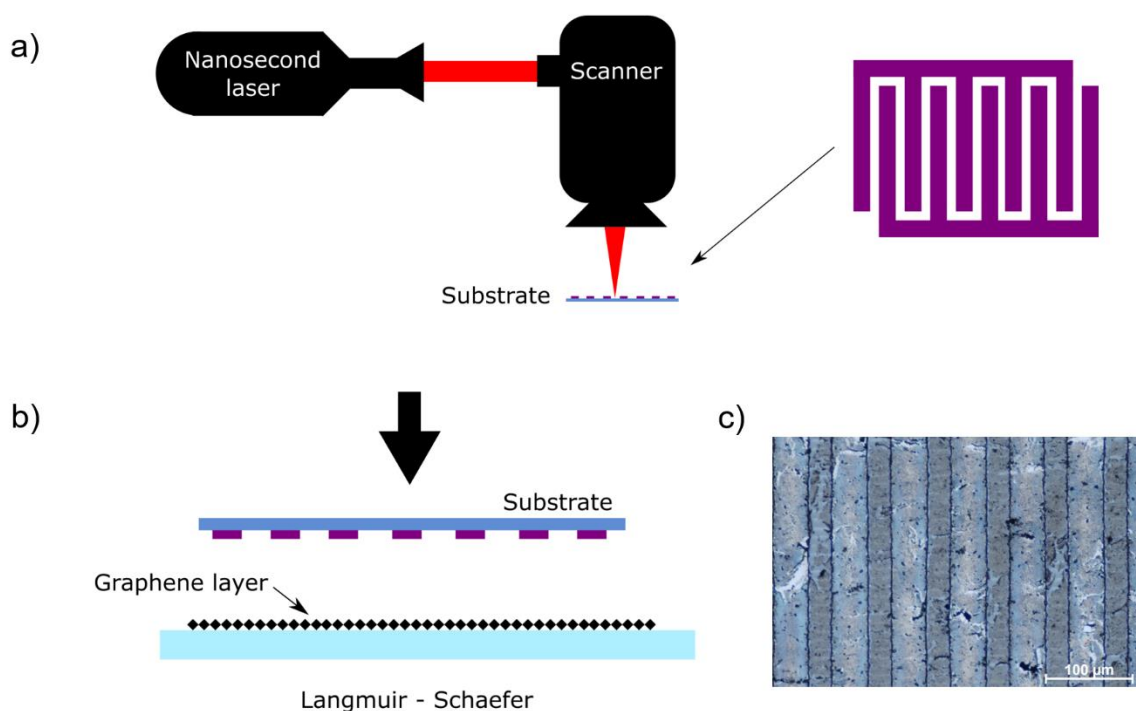 a)
Nanosecond
laser
Scanner
Substrate
b)
Substrate
Graphene layer
Langmuir - Schaefer
c)
100 µm